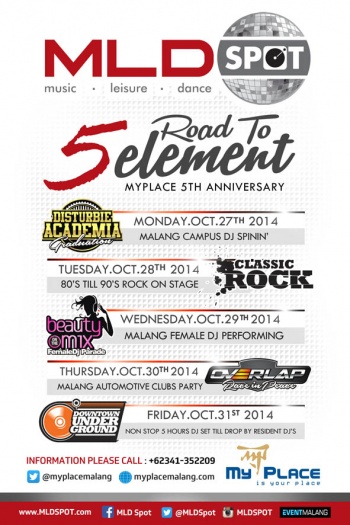 MLD SPOT
music • leisure • dance
Road To
5 element
MYPLACE 5TH ANNIVERSARY
DISTURBIE
ACADEMIA
Graduation
MONDAY.OCT.27TH 2014
MALANG CAMPUS DJ SPININ'
TUESDAY.OCT.28TH 2014
80'S TILL 90'S ROCK ON STAGE
CLASSIC
ROCK
beauty
in the mix
FemaleDj Parade
WEDNESDAY.OCT.29TH 2014
MALANG FEMALE DJ PERFORMING
THURSDAY.OCT.30TH 2014
MALANG AUTOMOTIVE CLUBS PARTY
OVERLAP
Race in Peace
DOWNTOWN
UNDER
GROUND
FRIDAY.OCT.31ST 2014
NON STOP 5 HOURS DJ SET TILL DROP BY RESIDENT DJ'S
INFORMATION PLEASE CALL : +62341-352209
@myplacemalang myplacemalang.com
my
MY PLACE
is your place
www.MLDSPOT.com MLD Spot @MLDSPOT MLDSPOT EVENTMALANG